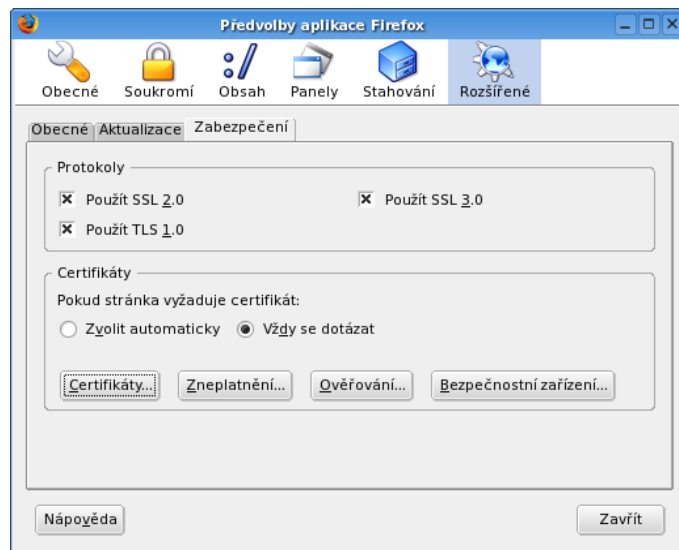 Předvolby aplikace Firefox
Obecné Soukromí Obsah Panely Stahování Rozšířené
Obecné Aktualizace Zabezpečení
Protokoly
Použít SSL 2.0 Použít SSL 3.0
Použít TLS 1.0
Certifikáty
Pokud stránka vyžaduje certifikát:
Zvolit automaticky Vždy se dotázat
Certifikáty... Zneplatnění... Ověřování... Bezpečnostní zařízení...
Nápověda Zavřít